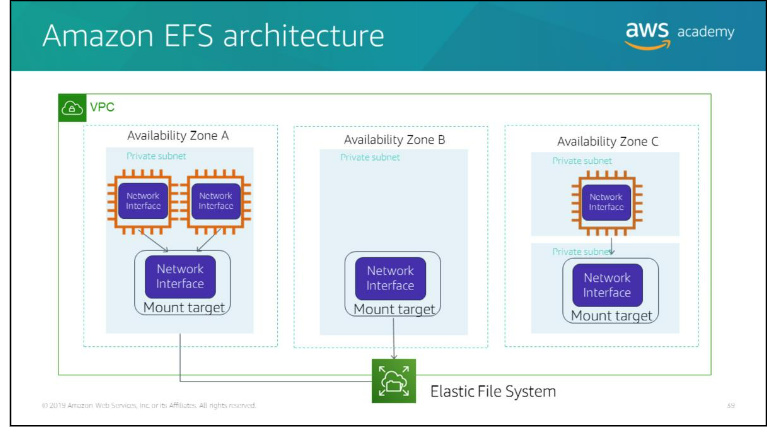 Amazon EFS architecture
aws academy
VPC
Availability Zone A
Private subnet
Network
Interface
Network
Interface
Network
Interface
Mount target
Availability Zone B
Private subnet
Network
Interface
Mount target
Availability Zone C
Private subnet
Network
Interface
Private subnet
Network
Interface
Mount target
Elastic File System
© 2019 Amazon Web Services, Inc. or its Affiliates. All rights reserved.
39